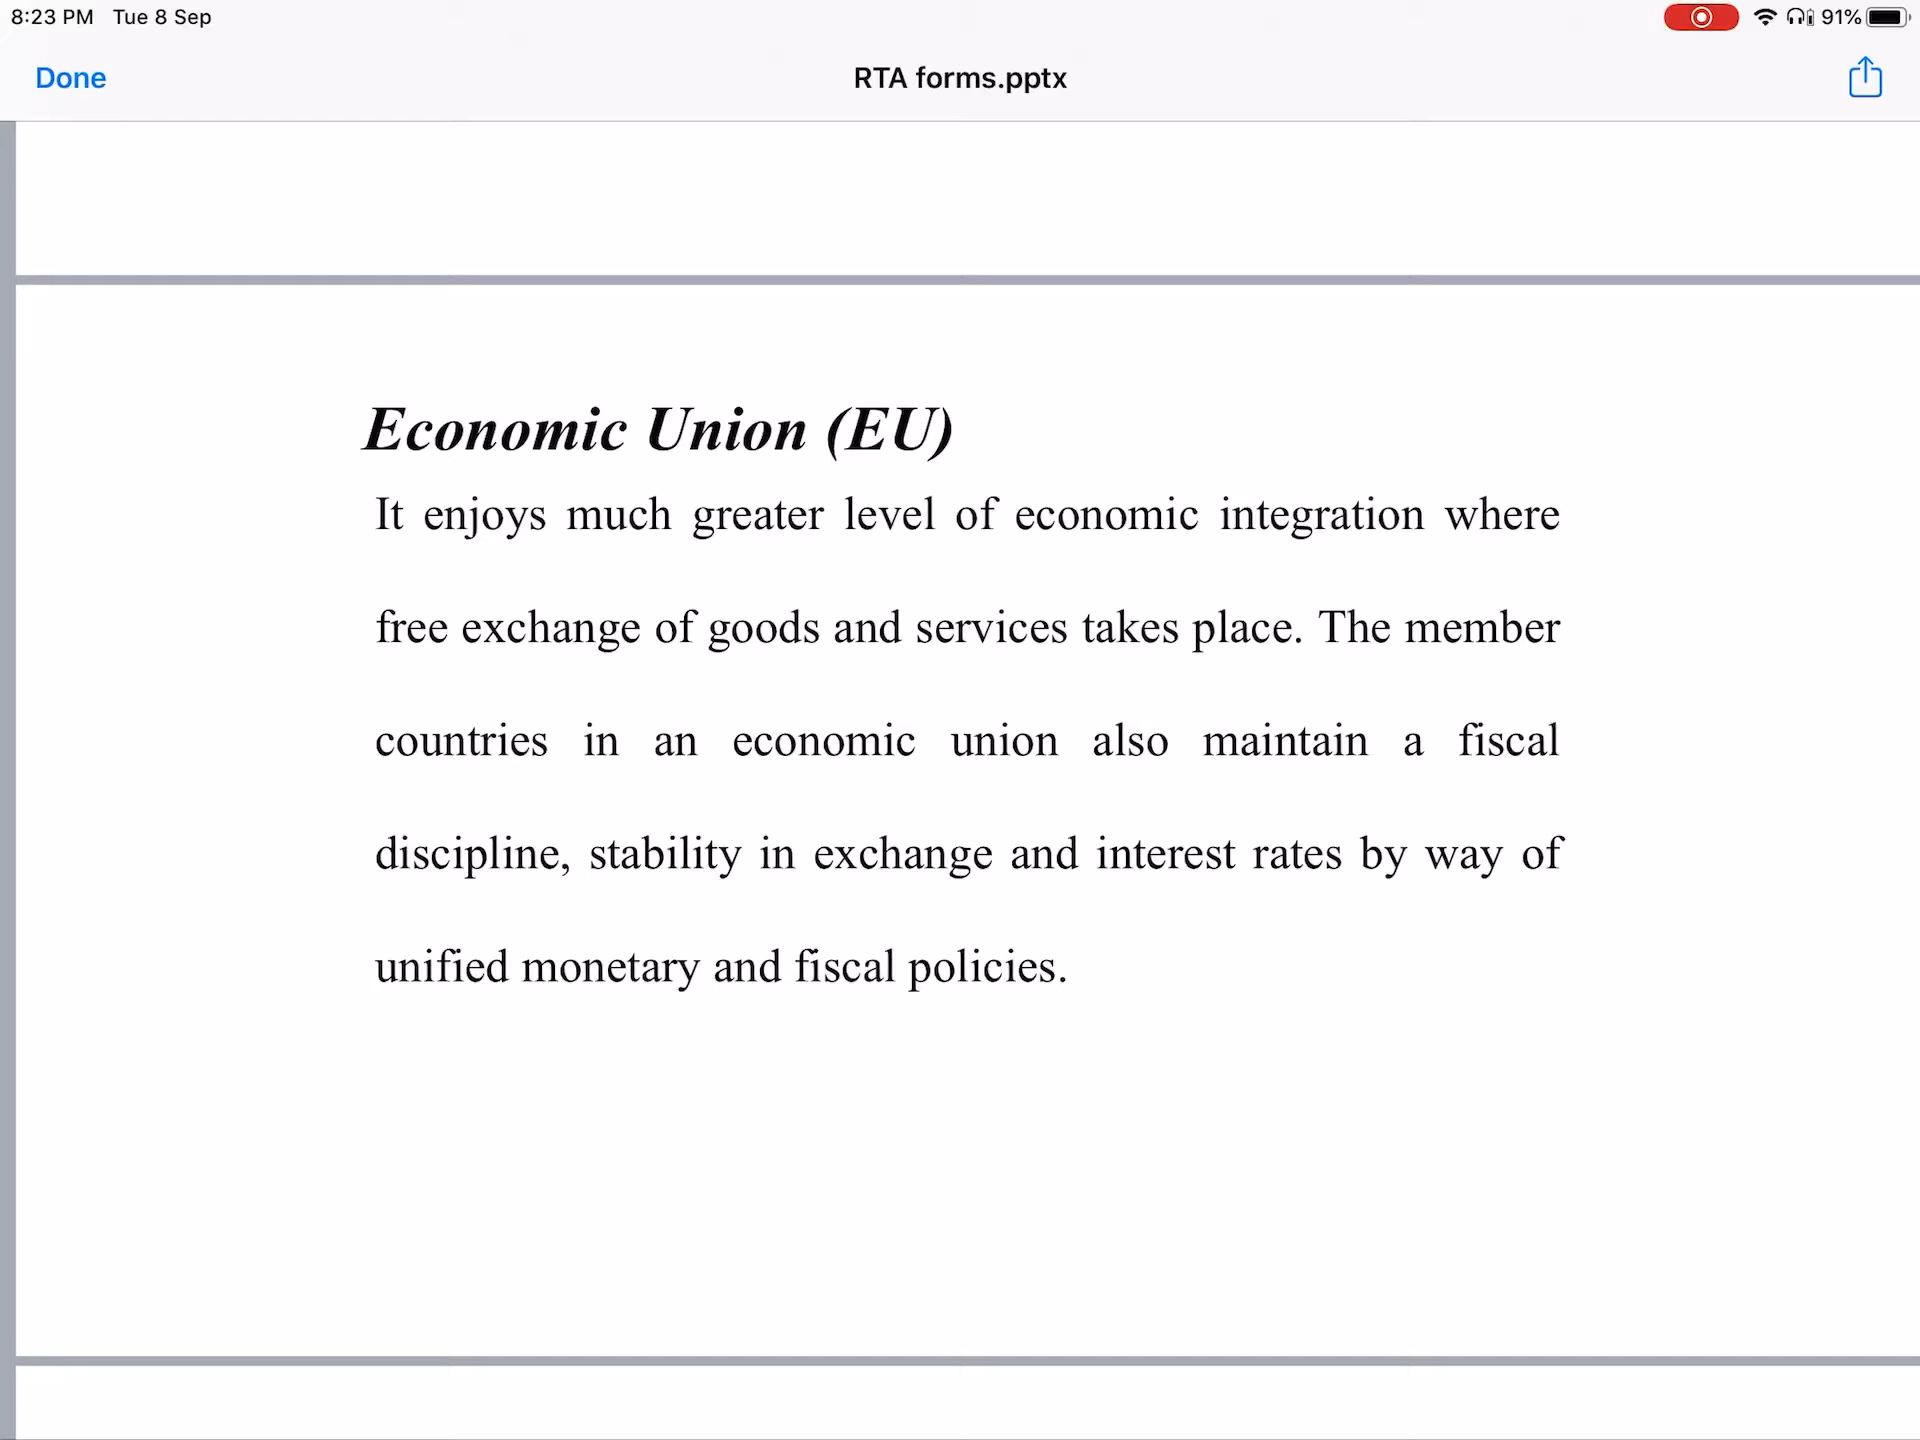 8:23 PM Tue 8 Sep 91%
Done RTA forms.pptx
Economic Union (EU)
It enjoys much greater level of economic integration where
free exchange of goods and services takes place. The member
countries in an economic union also maintain a fiscal
discipline, stability in exchange and interest rates by way of
unified monetary and fiscal policies.